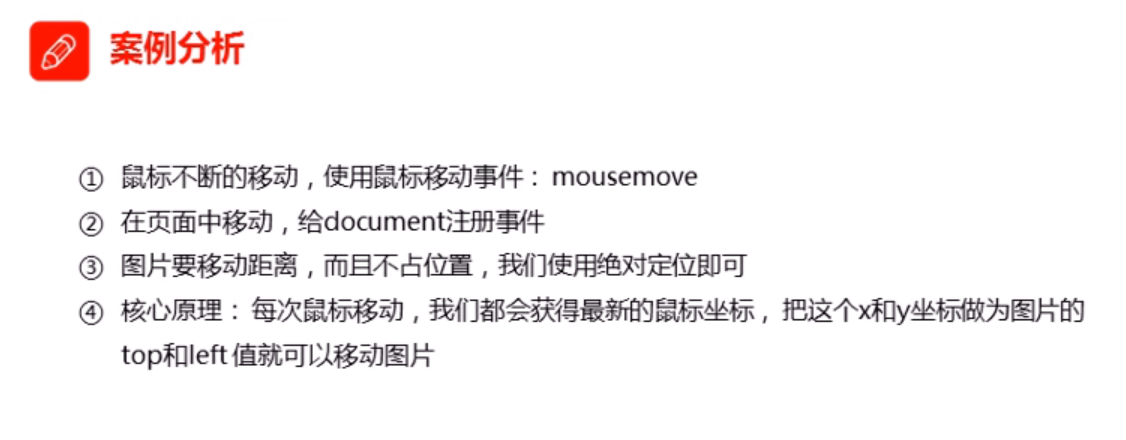 案例分析
① 鼠标不断的移动，使用鼠标移动事件： mousemove
② 在页面中移动，给document注册事件
③ 图片要移动距离，而且不占位置，我们使用绝对定位即可
④ 核心原理： 每次鼠标移动，我们都会获得最新的鼠标坐标， 把这个x和y坐标做为图片的
top和left 值就可以移动图片